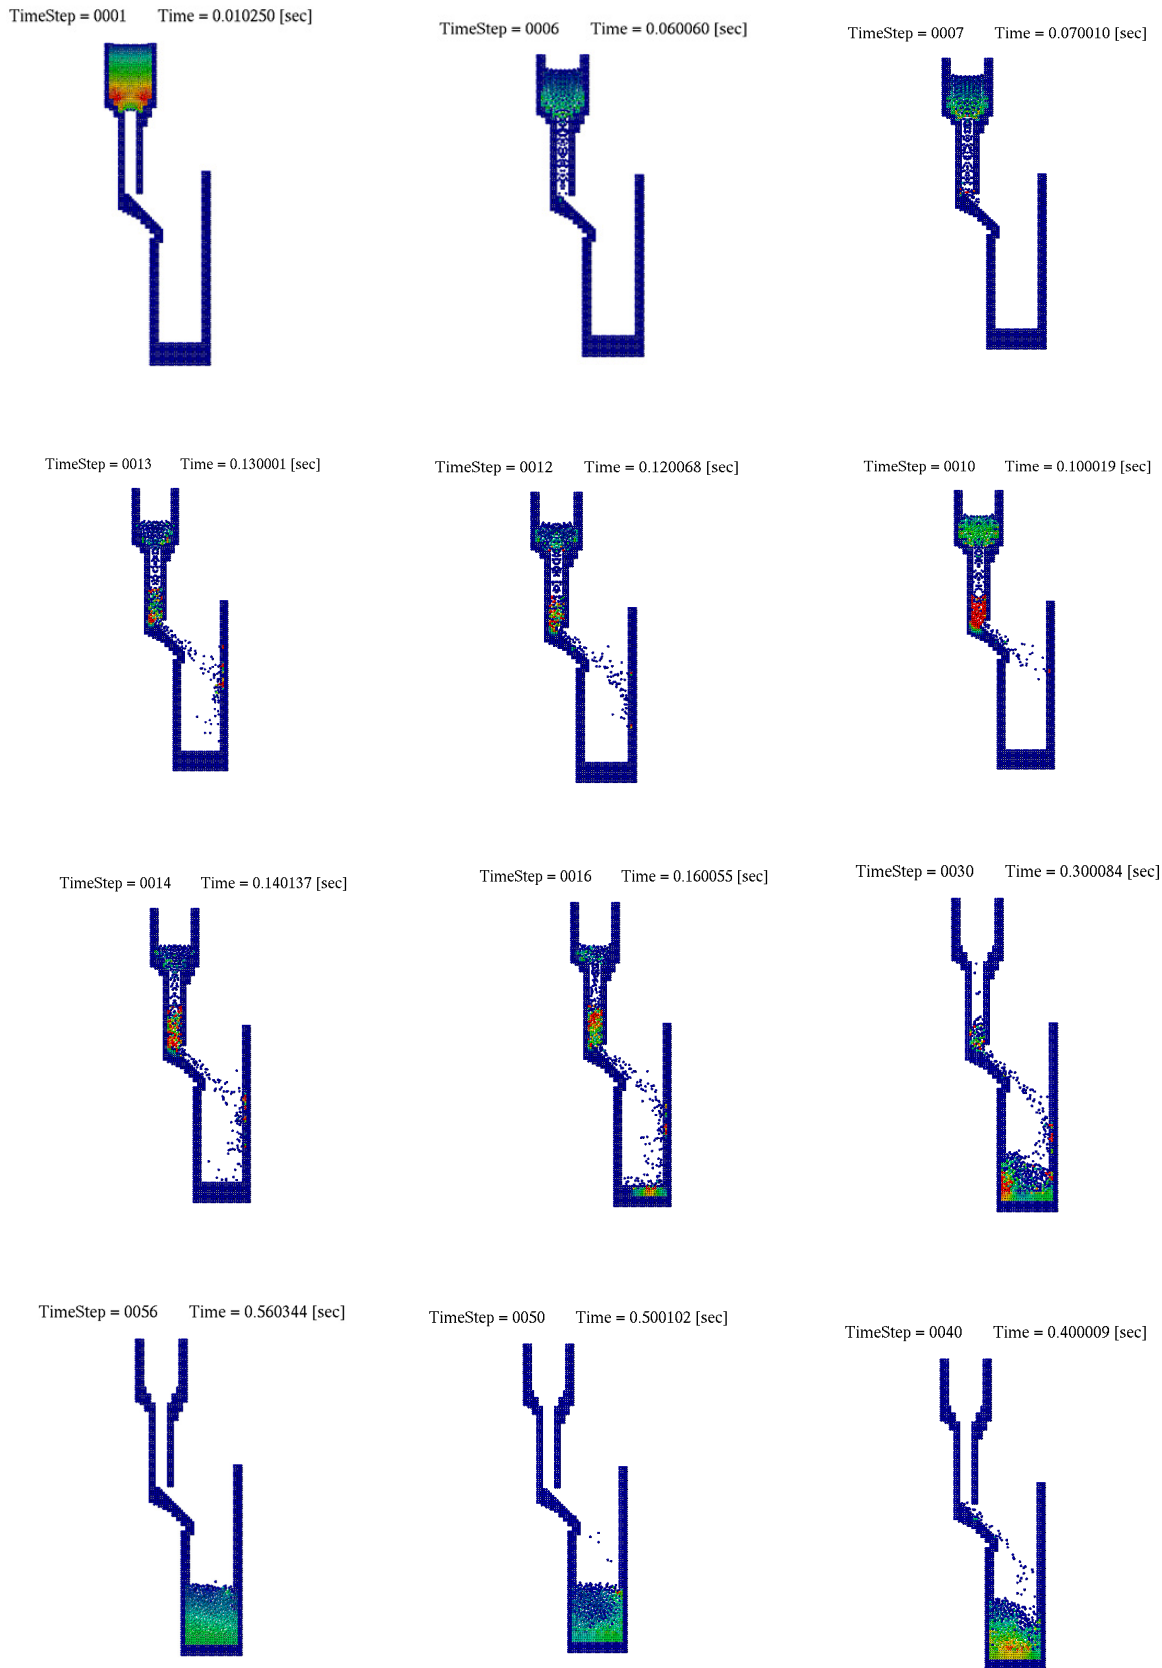 TimeStep = 0001 Time = 0.010250 [sec]
TimeStep = 0006 Time = 0.060060 [sec]
TimeStep = 0007 Time = 0.070010 [sec]
TimeStep = 0013 Time = 0.130001 [sec]
TimeStep = 0012 Time = 0.120068 [sec]
TimeStep = 0010 Time = 0.100019 [sec]
TimeStep = 0014 Time = 0.140137 [sec]
TimeStep = 0016 Time = 0.160055 [sec]
TimeStep = 0030 Time = 0.300084 [sec]
TimeStep = 0056 Time = 0.560344 [sec]
TimeStep = 0050 Time = 0.500102 [sec]
TimeStep = 0040 Time = 0.400009 [sec]